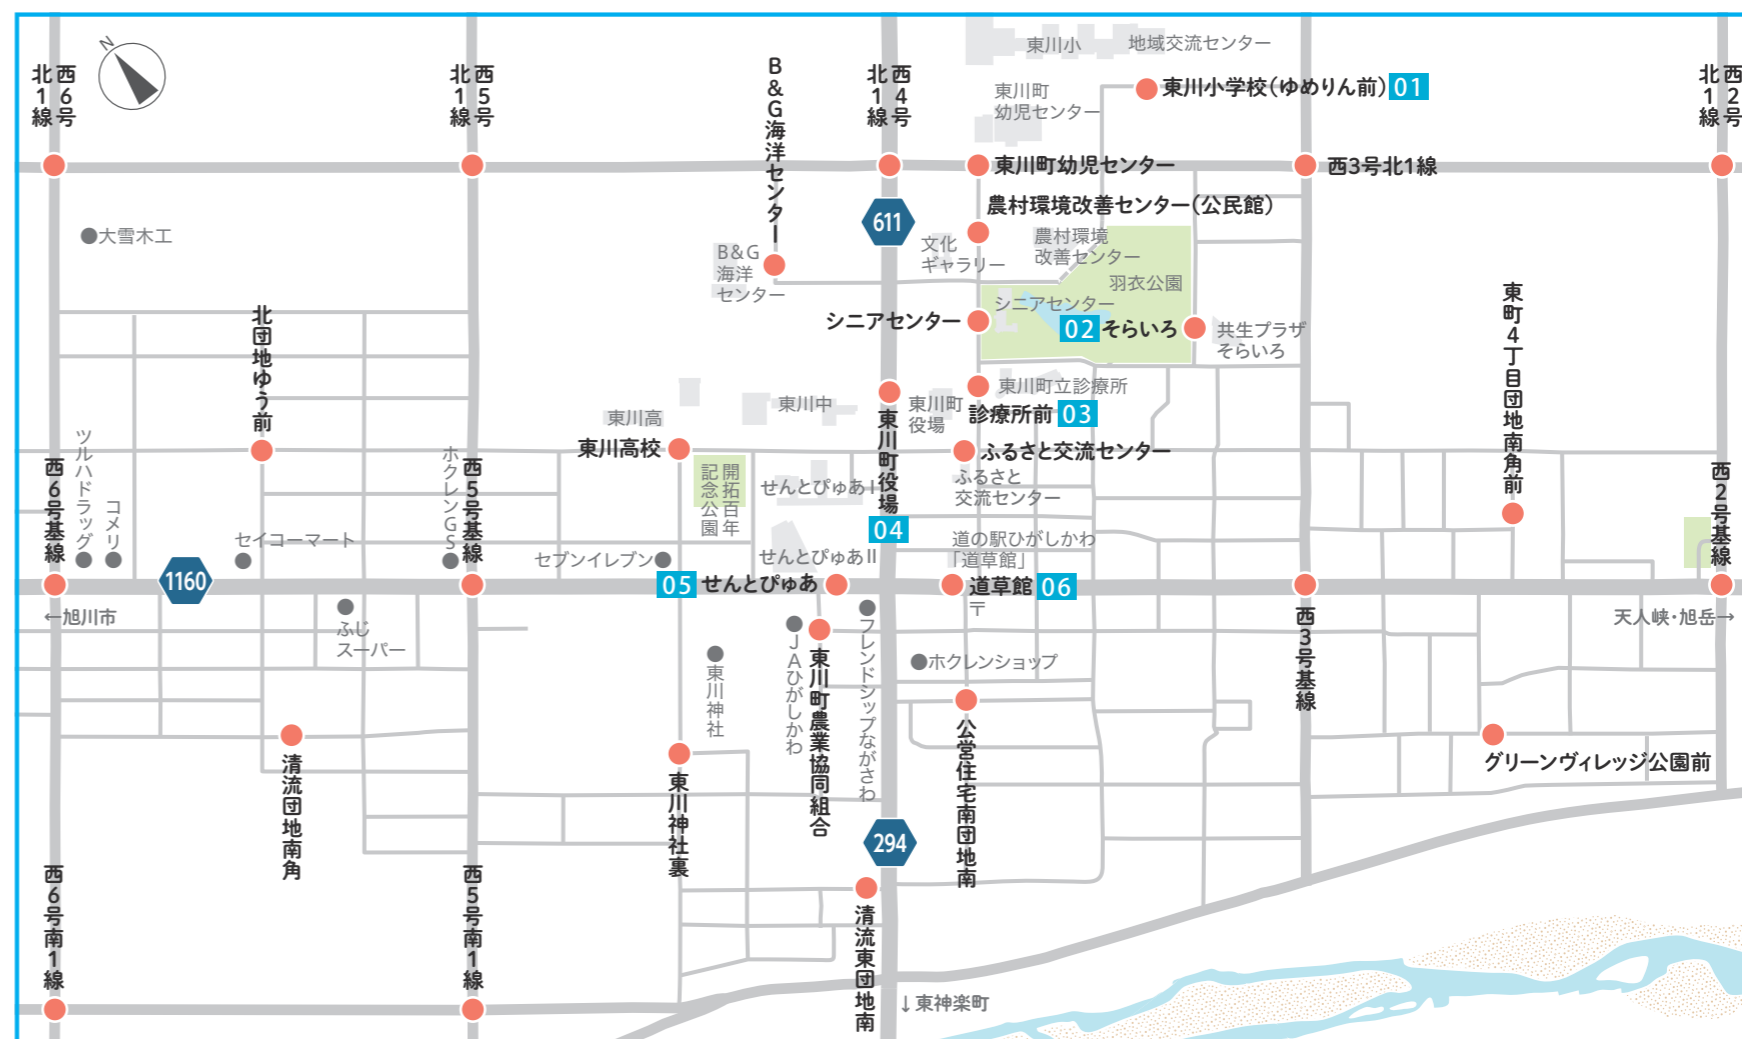 N
西6号
北1線
西5号
北1線
B&G海洋センター
西4号
北1線
東川小
地域交流センター
東川町
幼児センター
東川小学校(ゆめりん前) 01
西2号
北1線
東川町幼児センター
西3号北1線
農村環境改善センター(公民館)
611
●大雪木工
文化
ギャラリー
農村環境
改善センター
B&G
海洋
センター
羽衣公園
シニアセンター
シニアセンター
02 そらいろ
共生プラザ
そらいろ
北団地ゆう前
東町4丁目団地南角前
東川町立診療所
診療所前 03
東川町
役場
東川高
東川中
東川高校
東川町役場
04
ふるさと交流センター
ふるさと
交流センター
ツルハドラッグ
コメリ
西6号基線
セイコーマート
ホクレンGS
西5号基線
開拓百年
記念公園
せんとぴゅあⅠ
せんとぴゅあⅡ
セブンイレブン
道の駅ひがしかわ
「道草館」
西2号基線
1160
05 せんとぴゅあ
道草館 06
〒
←旭川市
天人峡・旭岳→
ふじ
スーパー
東川神社
JAひがしかわ
東川町農業協同組合
フレンドシップながさわ
●ホクレンショップ
西3号基線
清流団地南角
東川神社裏
公営住宅南団地南
グリーンヴィレッジ公園前
294
西6号南1線
西5号南1線
清流東団地南
↓東神楽町